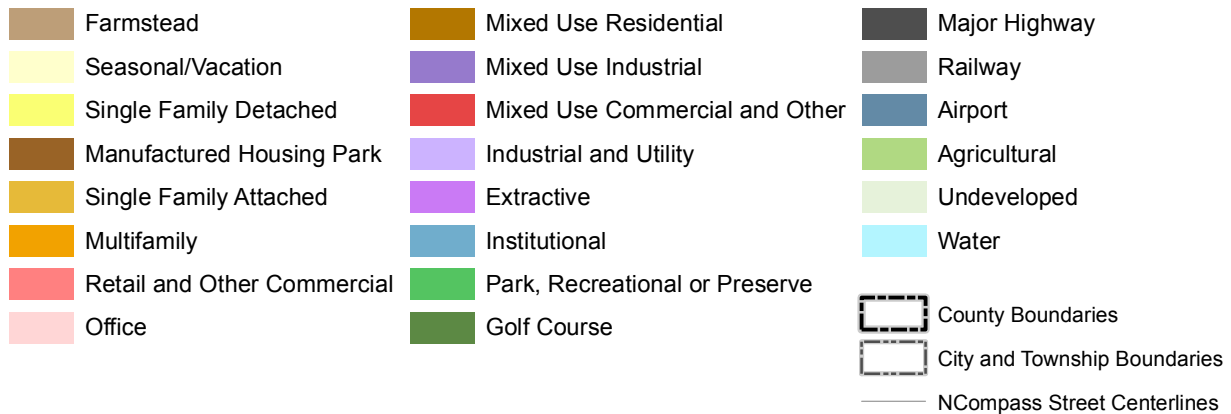 Farmstead
Seasonal/Vacation
Single Family Detached
Manufactured Housing Park
Single Family Attached
Multifamily
Retail and Other Commercial
Office
Mixed Use Residential
Mixed Use Industrial
Mixed Use Commercial and Other
Industrial and Utility
Extractive
Institutional
Park, Recreational or Preserve
Golf Course
Major Highway
Railway
Airport
Agricultural
Undeveloped
Water
County Boundaries
City and Township Boundaries
NCompass Street Centerlines